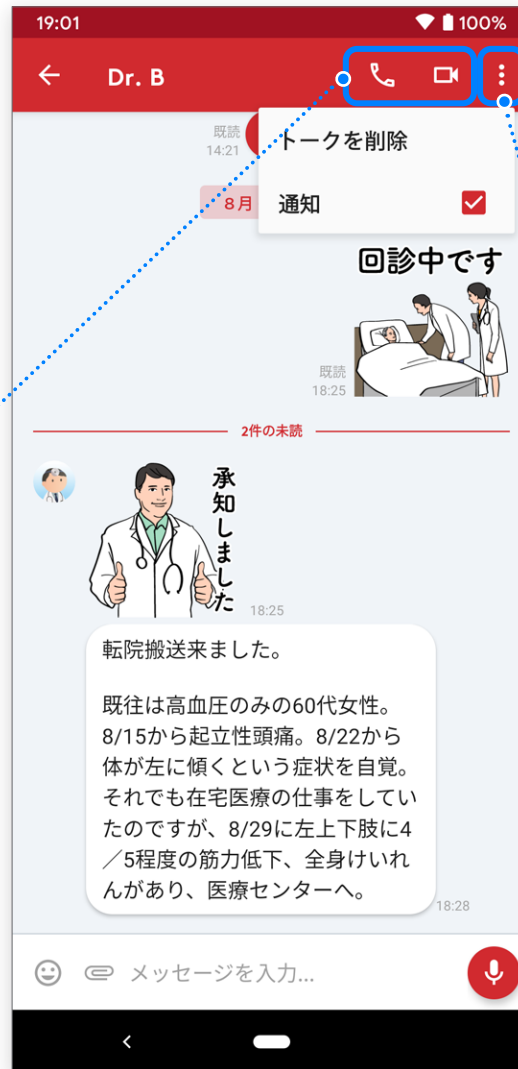 19:01
100%
Dr. B
既読
14:21
トークを削除
8月
通知
回診中です
既読
18:25
2件の未読
承知しました
18:25
転院搬送来ました。
既往は高血圧のみの60代女性。
8/15から起立性頭痛。8/22から
体が左に傾くという症状を自覚。
それでも在宅医療の仕事をしてい
たのですが、8/29に左上下肢に4
／5程度の筋力低下、全身けいれ
んがあり、医療センターへ。
18:28
メッセージを入力...